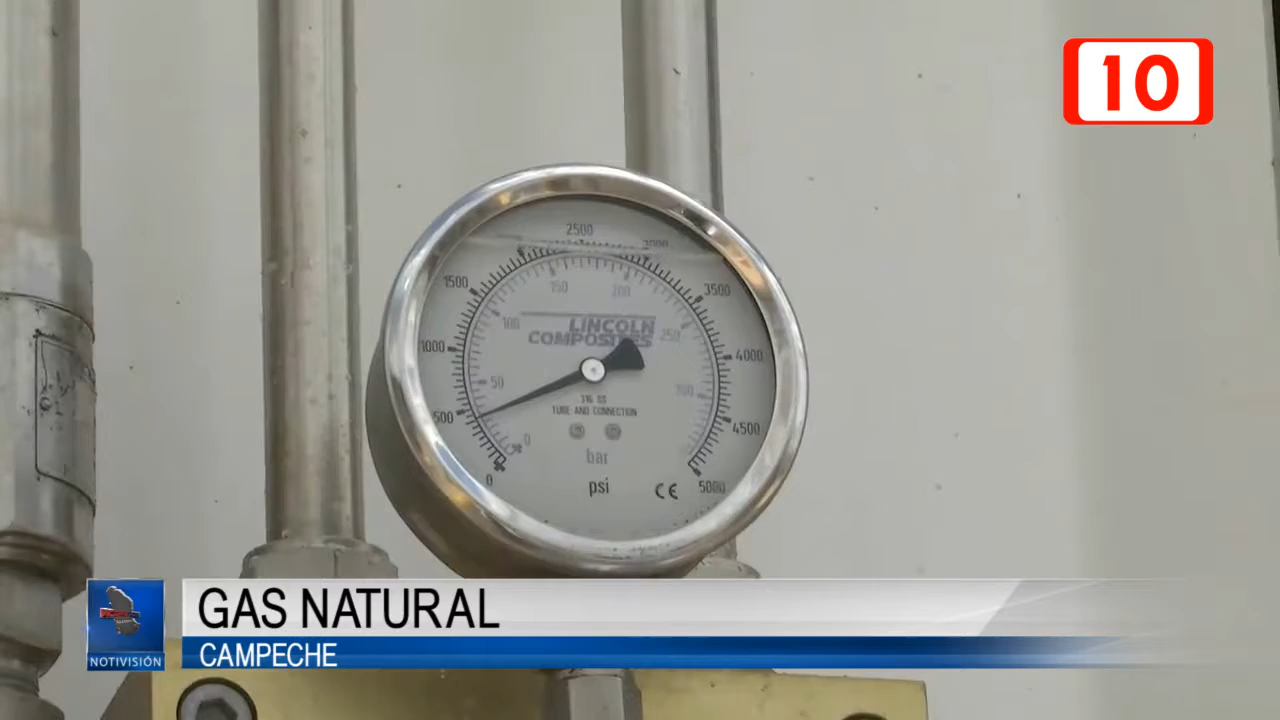 10
2500
3000
1500
3500
150
200
100
250
LINCOLN
COMPOSITES
1000
4000
50
500
316 SS
TUBE AND CONNECTION
4500
0
bar
0
psi
CE
5000
GAS NATURAL
CAMPECHE
NOTIVISIÓN